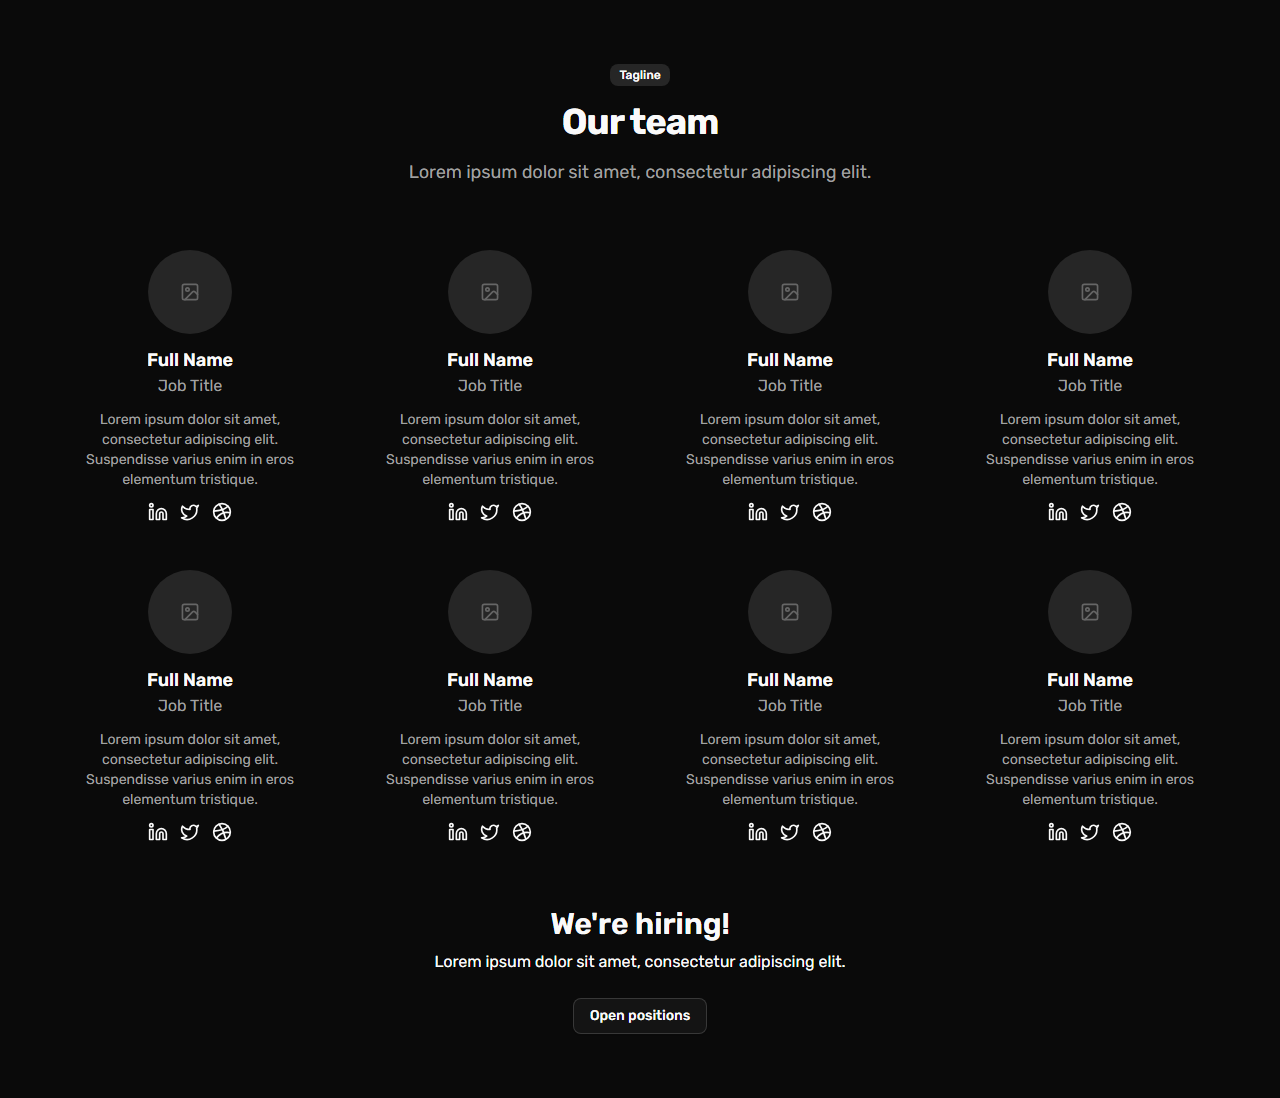 Tagline
Our team
Lorem ipsum dolor sit amet, consectetur adipiscing elit.
Full Name
Job Title
Lorem ipsum dolor sit amet,
consectetur adipiscing elit.
Suspendisse varius enim in eros
elementum tristique.
Full Name
Job Title
Lorem ipsum dolor sit amet,
consectetur adipiscing elit.
Suspendisse varius enim in eros
elementum tristique.
Full Name
Job Title
Lorem ipsum dolor sit amet,
consectetur adipiscing elit.
Suspendisse varius enim in eros
elementum tristique.
Full Name
Job Title
Lorem ipsum dolor sit amet,
consectetur adipiscing elit.
Suspendisse varius enim in eros
elementum tristique.
Full Name
Job Title
Lorem ipsum dolor sit amet,
consectetur adipiscing elit.
Suspendisse varius enim in eros
elementum tristique.
Full Name
Job Title
Lorem ipsum dolor sit amet,
consectetur adipiscing elit.
Suspendisse varius enim in eros
elementum tristique.
Full Name
Job Title
Lorem ipsum dolor sit amet,
consectetur adipiscing elit.
Suspendisse varius enim in eros
elementum tristique.
Full Name
Job Title
Lorem ipsum dolor sit amet,
consectetur adipiscing elit.
Suspendisse varius enim in eros
elementum tristique.
We're hiring!
Lorem ipsum dolor sit amet, consectetur adipiscing elit.
Open positions